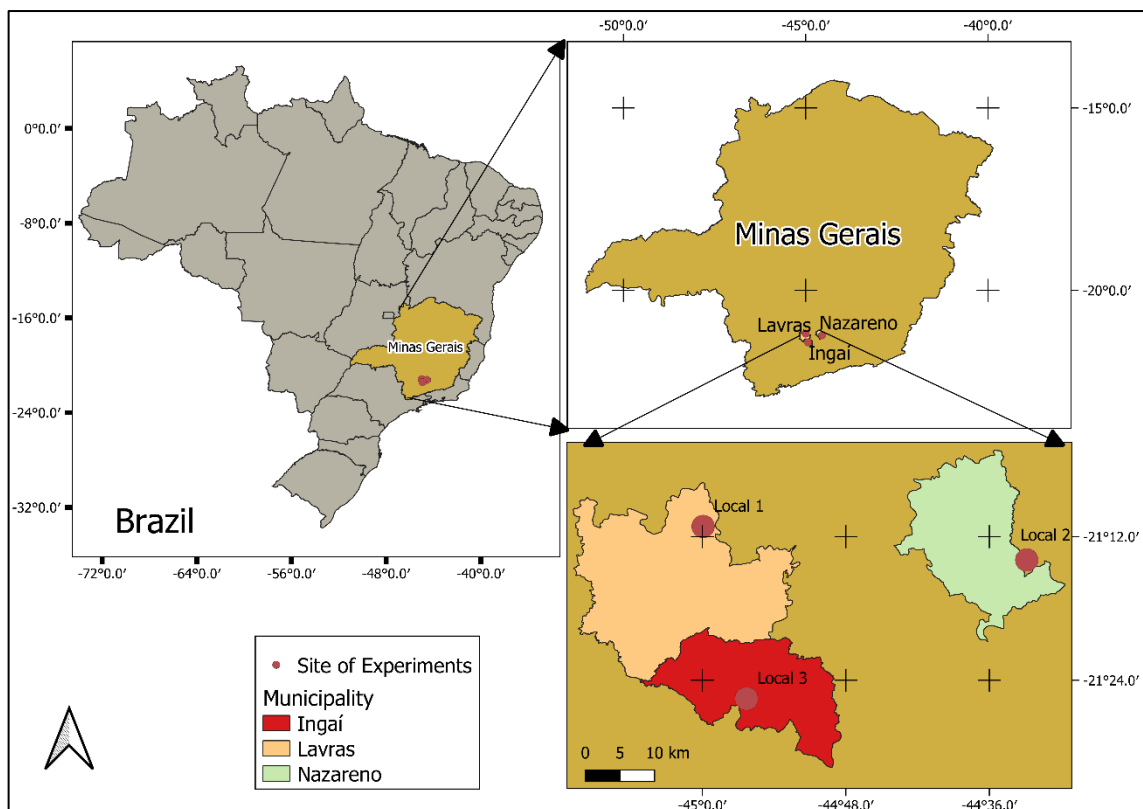 -50°0.0′ -45°0.0′ -40°0.0′
0°0.0′
-8°0.0′
-16°0.0′
-24°0.0′
-32°0.0′
Minas Gerais
Brazil
-72°0.0′ -64°0.0′ -56°0.0′ -48°0.0′ -40°0.0′
-15°0.0′
-20°0.0′
Minas Gerais
Lavras Nazareno
Ingaí
Local 1
Local 2
Local 3
-21°12.0′
-21°24.0′
0 5 10 km
-45°0.0′ -44°48.0′ -44°36.0′
Site of Experiments
Municipality
Ingaí
Lavras
Nazareno